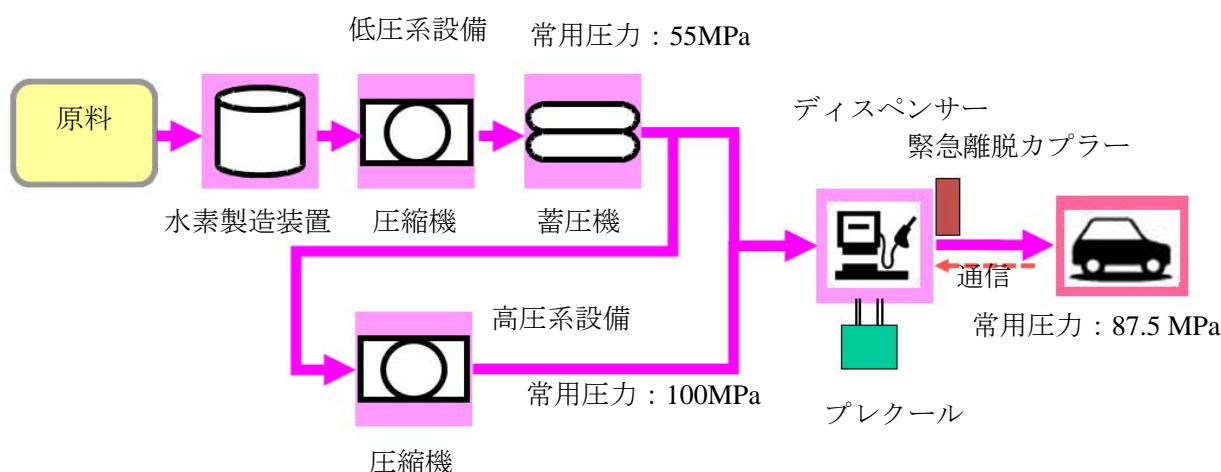 低圧系設備
常用圧力：55MPa
原料
水素製造装置
圧縮機
蓄圧機
ディスペンサー
緊急離脱カプラー
通信
常用圧力：87.5 MPa
高圧系設備
常用圧力：100MPa
圧縮機
プレクール